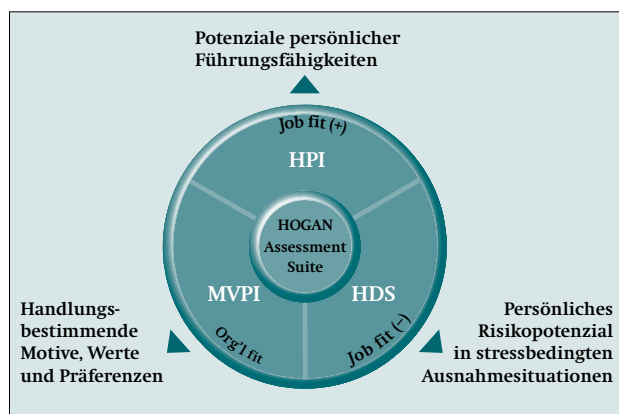 Potenziale persönlicher
Führungsfähigkeiten
Job fit (+)
HPI
HOGAN
Assessment
Suite
MVPI
HDS
Org'l fit
Job fit (–)
Handlungs-
bestimmende
Motive, Werte
und Präferenzen
Persönliches
Risikopotenzial
in stressbedingten
Ausnahmesituationen